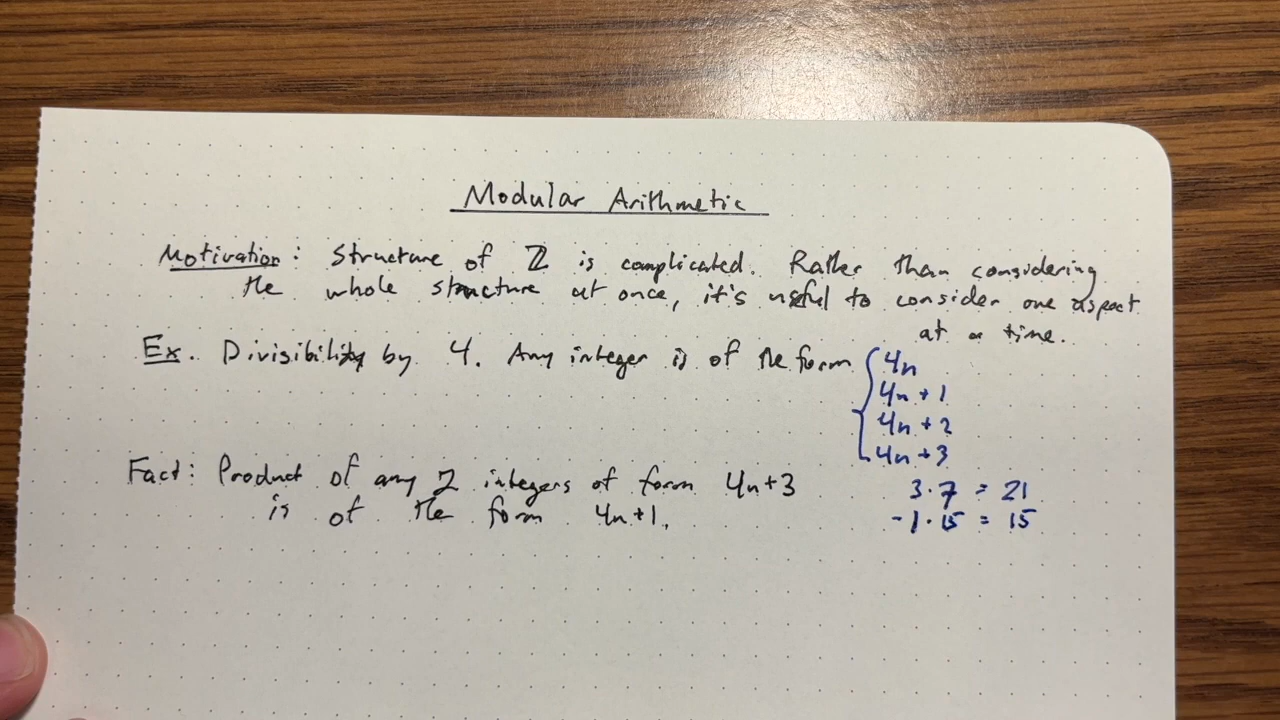 Modular Arithmetic
Motivation: Structure of ℤ is complicated. Rather than considering
the whole structure at once, it's useful to consider one aspect
at a time.
Ex. Divisibility by 4. Any integer is of the form
4n
4n + 1
4n + 2
4n + 3
Fact: Product of any 2 integers of form 4n+3
is of the form 4n+1.
3·7 = 21
-1·15 = 15